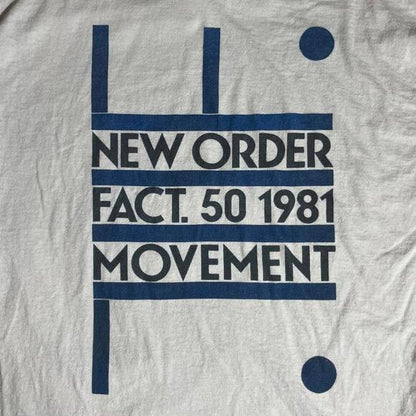 NEW ORDER
FACT. 50 1981
MOVEMENT